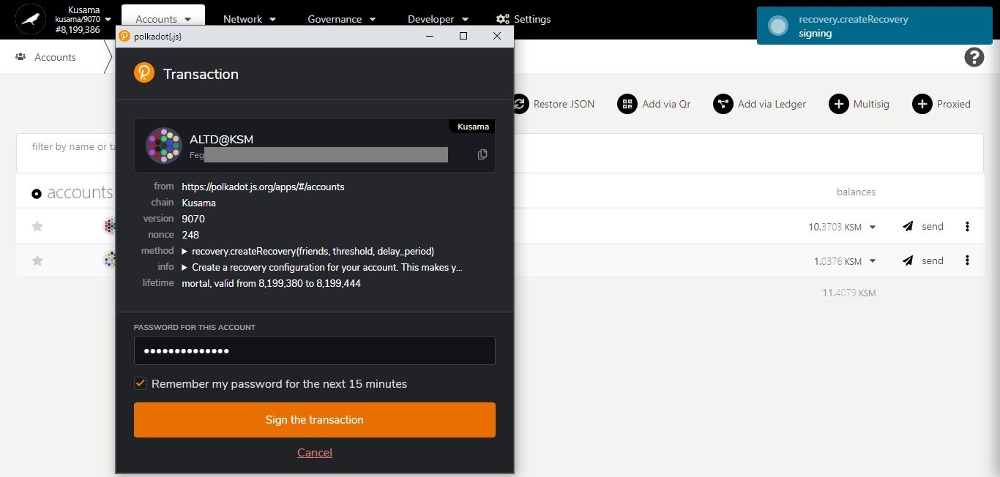 Kusama
kusama/9070
#8,199,386
Accounts
Network
Governance
Developer
Settings
recovery.createRecovery
signing
Accounts
polkadot{.js}
Transaction
Restore JSON
Add via Qr
Add via Ledger
Multisig
Proxied
Kusama
ALTD@KSM
Feg
filter by name or ta
from https://polkadot.js.org/apps/#/accounts
chain Kusama
version 9070
nonce 248
method recovery.createRecovery(friends, threshold, delay_period)
info Create a recovery configuration for your account. This makes y...
lifetime mortal, valid from 8,199,380 to 8,199,444
accounts
balances
10.3703 KSM
send
1.0376 KSM
send
11.4079 KSM
PASSWORD FOR THIS ACCOUNT
Remember my password for the next 15 minutes
Sign the transaction
Cancel